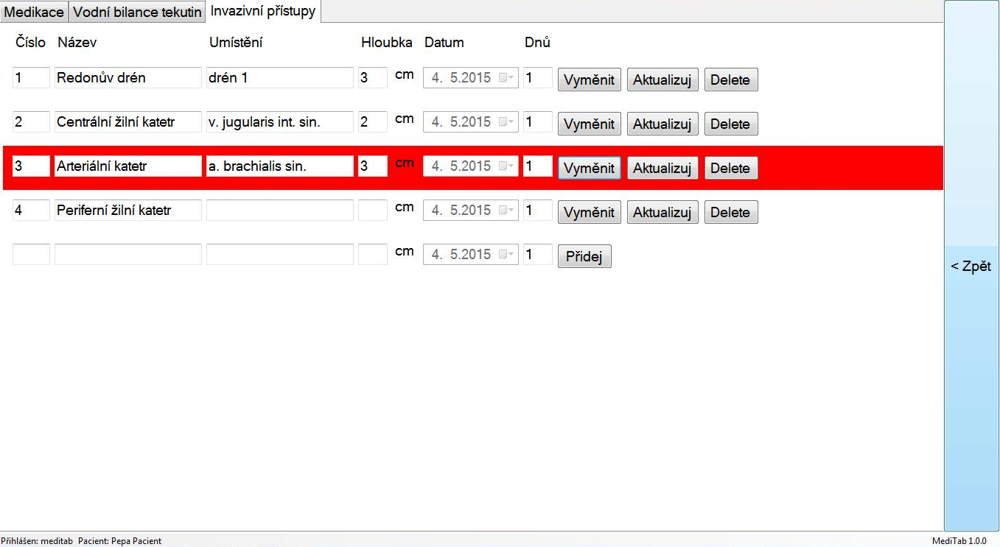 Medikace Vodní bilance tekutin Invazivní přístupy
Číslo Název Umístění Hloubka Datum Dnů
1 Redonův drén drén 1 3 cm 4. 5.2015 1 Vyměnit Aktualizuj Delete
2 Centrální žilní katetr v. jugularis int. sin. 2 cm 4. 5.2015 1 Vyměnit Aktualizuj Delete
3 Arteriální katetr a. brachialis sin. 3 cm 4. 5.2015 1 Vyměnit Aktualizuj Delete
4 Periferní žilní katetr cm 4. 5.2015 1 Vyměnit Aktualizuj Delete
cm 4. 5.2015 1 Přidej
< Zpět
Přihlášen: meditab Pacient: Pepa Pacient MediTab 1.0.0